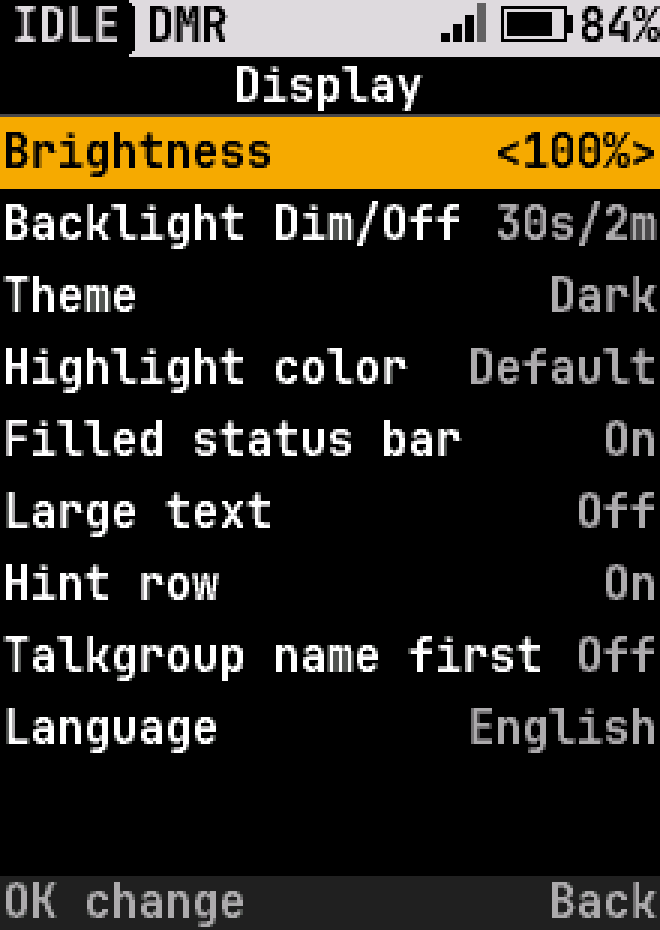 IDLE DMR 84%
Display
Brightness <100%>
Backlight Dim/Off 30s/2m
Theme Dark
Highlight color Default
Filled status bar On
Large text Off
Hint row On
Talkgroup name first Off
Language English
OK change Back